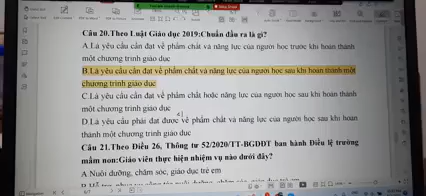 Câu 20.Theo Luật Giáo dục 2019:Chuẩn đầu ra là gì?
A.Là yêu cầu cần đạt về phẩm chất và năng lực của người học trước khi hoàn thành
một chương trình giáo dục
B.Là yêu cầu cần đạt về phẩm chất và năng lực của người học sau khi hoàn thành một
chương trình giáo dục
C.Là yêu cầu cần đạt về phẩm chất hoặc năng lực của người học sau khi hoàn thành
một chương trình giáo dục
D.Là yêu cầu phải đạt được về phẩm chất và năng lực của người học sau khi hoàn
thành một chương trình giáo dục
Câu 21.Theo Điều 26, Thông tư 52/2020/TT-BGDĐT ban hành Điều lệ trường
mầm non:Giáo viên thực hiện nhiệm vụ nào dưới đây?
A Nuôi dưỡng, chăm sóc, giáo dục trẻ em